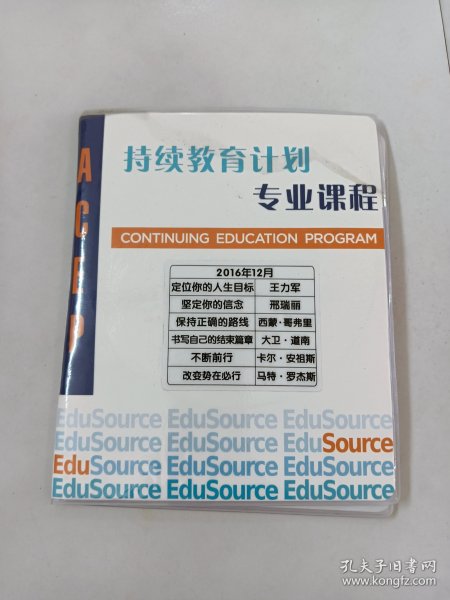 ACEP
持续教育计划
专业课程
CONTINUING EDUCATION PROGRAM
2016年12月
定位你的人生目标 王力军
坚定你的信念 邢瑞丽
保持正确的路线 西蒙·哥弗里
书写自己的结束篇章 大卫·道南
不断前行 卡尔·安祖斯
改变势在必行 马特·罗杰斯
EduSource EduSource EduSource
EduSource EduSource EduSource
EduSource EduSource EduSource
EduSource EduSource EduSource
孔夫子旧书网
www.kongfz.com